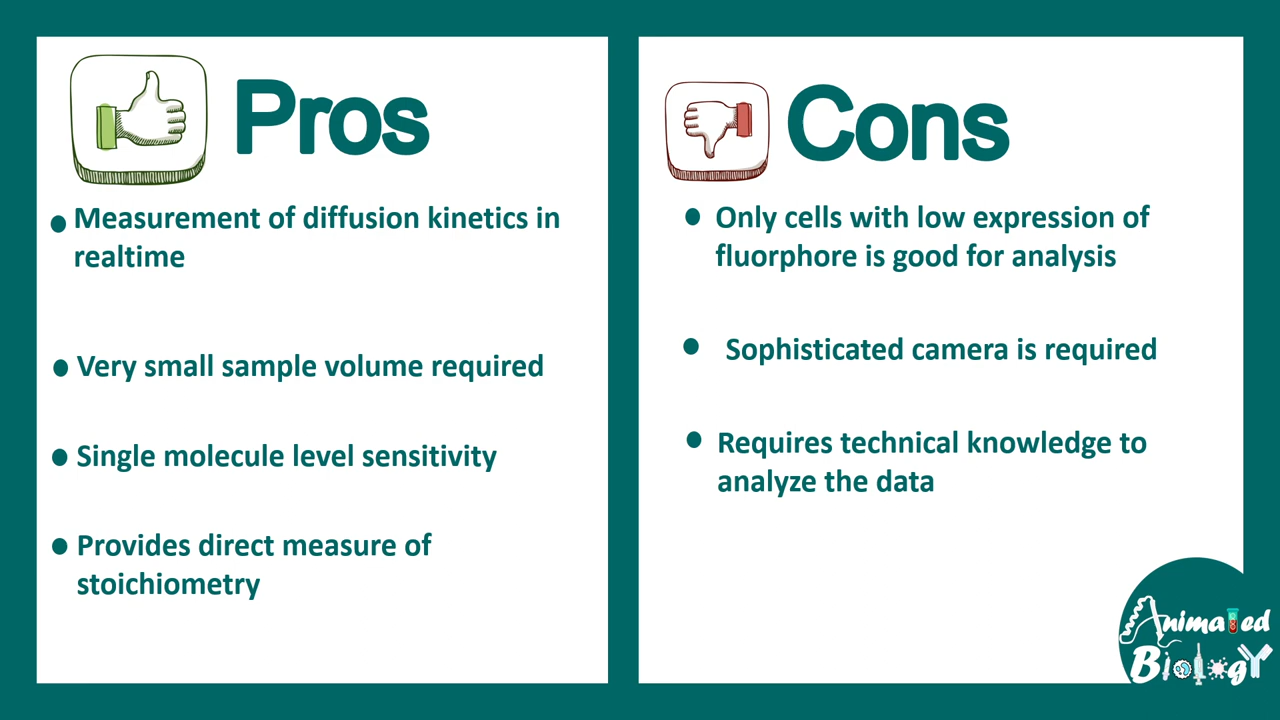 Pros
Measurement of diffusion kinetics in
realtime
Very small sample volume required
Single molecule level sensitivity
Provides direct measure of
stoichiometry
Cons
Only cells with low expression of
fluorphore is good for analysis
Sophisticated camera is required
Requires technical knowledge to
analyze the data
Animated
Biology